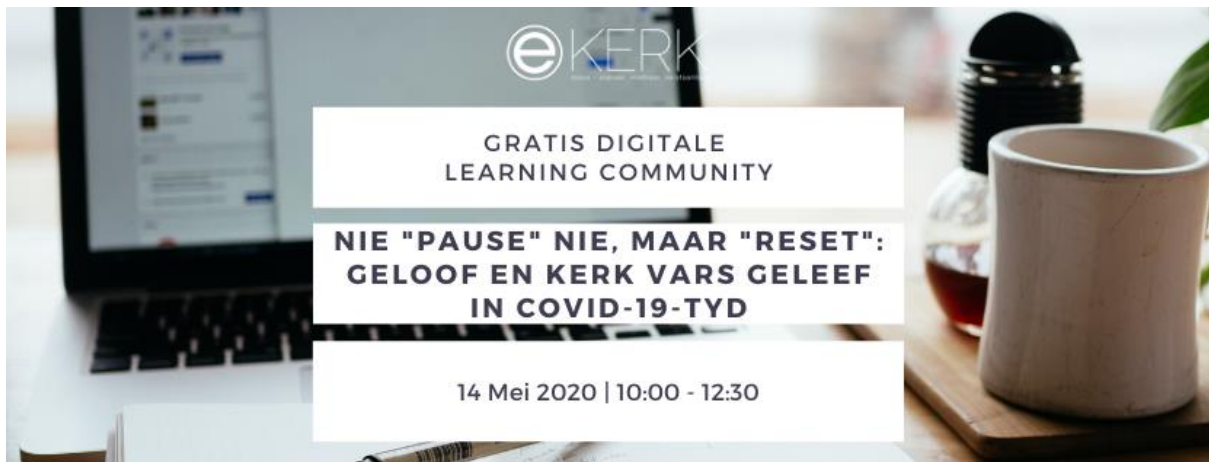 eKERK
GRATIS DIGITALE
LEARNING COMMUNITY
NIE "PAUSE" NIE, MAAR "RESET":
GELOOF EN KERK VARS GELEEF
IN COVID-19-TYD
14 Mei 2020 | 10:00 - 12:30